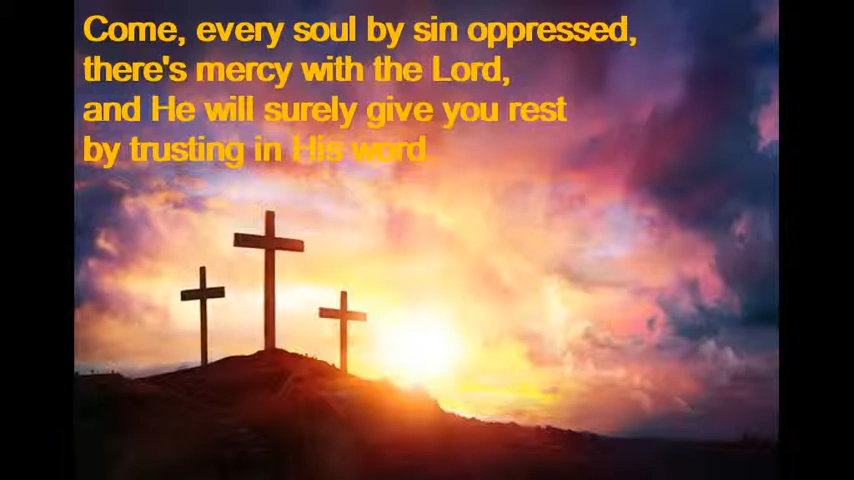 Come, every soul by sin oppressed,
there's mercy with the Lord,
and He will surely give you rest
by trusting in His word.